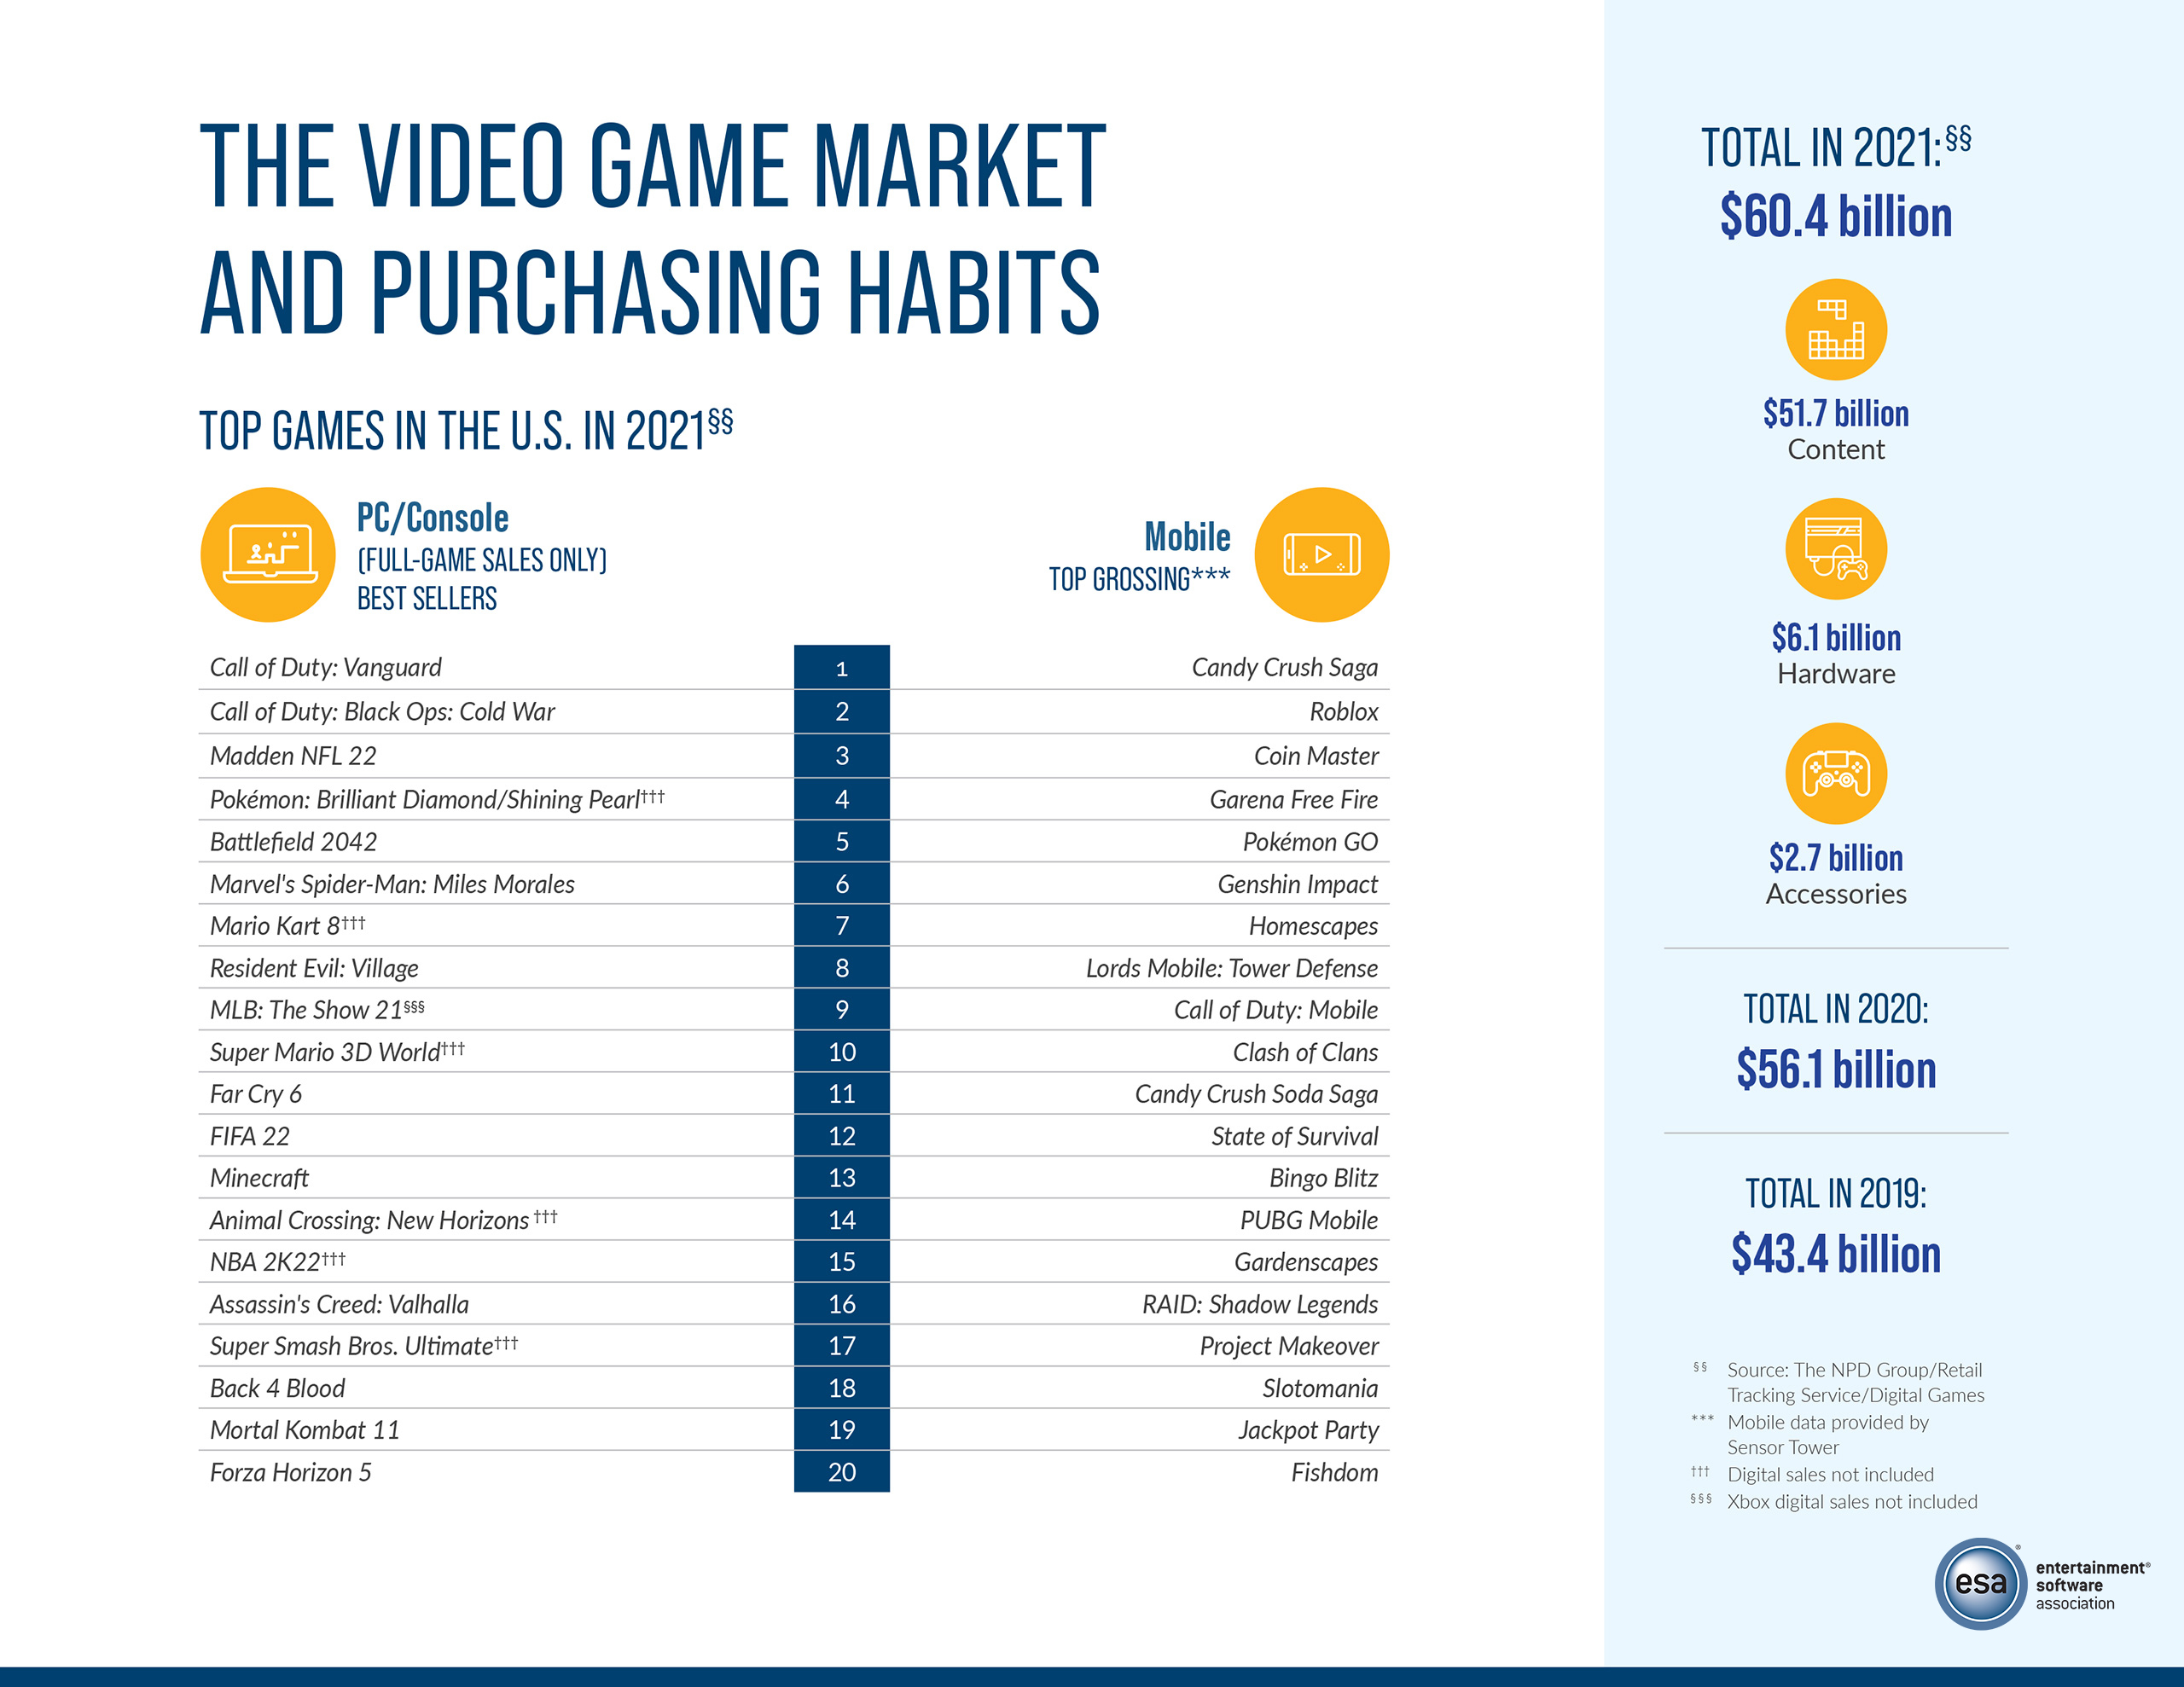 THE VIDEO GAME MARKET
AND PURCHASING HABITS
TOP GAMES IN THE U.S. IN 2021§§
PC/Console
(FULL-GAME SALES ONLY)
BEST SELLERS
Mobile
TOP GROSSING***
Call of Duty: Vanguard 1 Candy Crush Saga
Call of Duty: Black Ops: Cold War 2 Roblox
Madden NFL 22 3 Coin Master
Pokémon: Brilliant Diamond/Shining Pearl††† 4 Garena Free Fire
Battlefield 2042 5 Pokémon GO
Marvel's Spider-Man: Miles Morales 6 Genshin Impact
Mario Kart 8††† 7 Homescapes
Resident Evil: Village 8 Lords Mobile: Tower Defense
MLB: The Show 21§§§ 9 Call of Duty: Mobile
Super Mario 3D World††† 10 Clash of Clans
Far Cry 6 11 Candy Crush Soda Saga
FIFA 22 12 State of Survival
Minecraft 13 Bingo Blitz
Animal Crossing: New Horizons ††† 14 PUBG Mobile
NBA 2K22††† 15 Gardenscapes
Assassin's Creed: Valhalla 16 RAID: Shadow Legends
Super Smash Bros. Ultimate††† 17 Project Makeover
Back 4 Blood 18 Slotomania
Mortal Kombat 11 19 Jackpot Party
Forza Horizon 5 20 Fishdom
TOTAL IN 2021:§§
$60.4 billion
$51.7 billion
Content
$6.1 billion
Hardware
$2.7 billion
Accessories
TOTAL IN 2020:
$56.1 billion
TOTAL IN 2019:
$43.4 billion
§§ Source: The NPD Group/Retail
Tracking Service/Digital Games
*** Mobile data provided by
Sensor Tower
††† Digital sales not included
§§§ Xbox digital sales not included
esa®
entertainment®
software
association